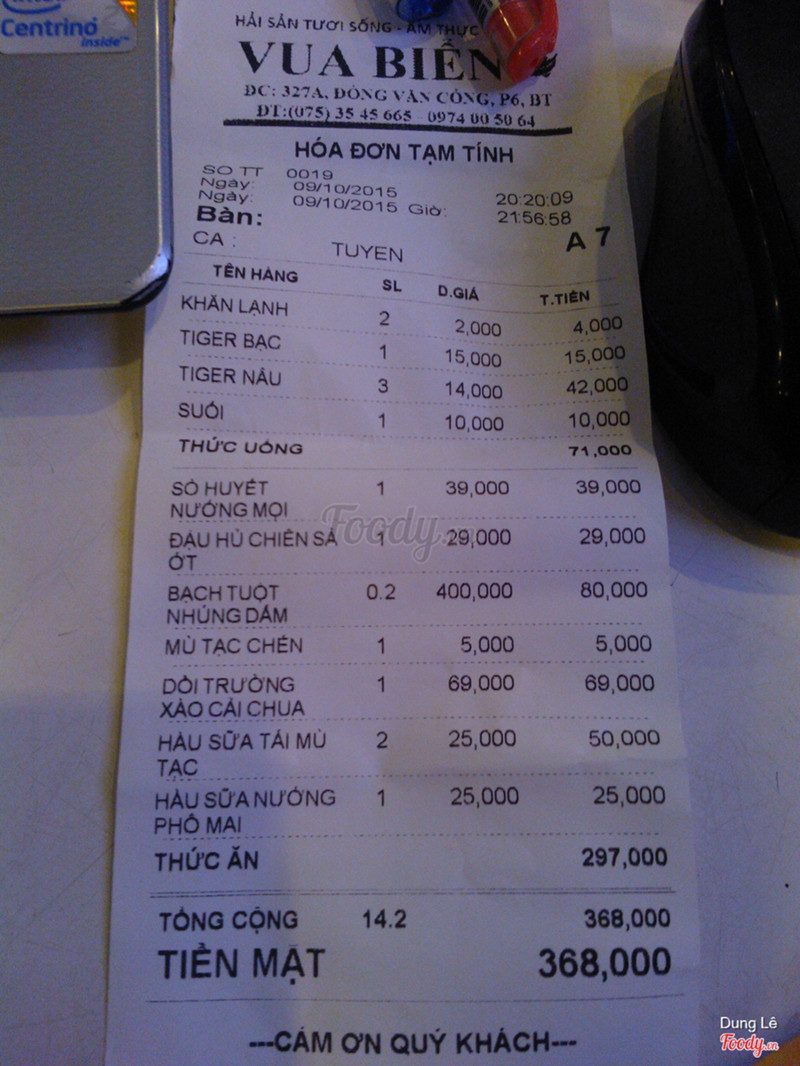 Centrino
inside™
HẢI SẢN TƯƠI SỐNG - ẨM THỰC
VUA BIỂN
ĐC: 327A, ĐỒNG VĂN CỐNG, P6, BT
ĐT:(075) 35 45 665 - 0974 00 50 64
HÓA ĐƠN TẠM TÍNH
SO TT 0019
Ngày: 09/10/2015 20:20:09
Ngày: 09/10/2015 Giờ: 21:56:58
Bàn: A 7
CA : TUYEN
TÊN HÀNG SL D.GIÁ T.TIỀN
KHĂN LẠNH 2 2,000 4,000
TIGER BẠC 1 15,000 15,000
TIGER NÂU 3 14,000 42,000
SUỐI 1 10,000 10,000
THỨC UỐNG 71,000
SÒ HUYẾT 1 39,000 39,000
NƯỚNG MỌI
ĐẬU HỦ CHIÊN SẢ 1 29,000 29,000
ỚT
BẠCH TUỘT 0.2 400,000 80,000
NHÚNG DẤM
MÙ TẠC CHÉN 1 5,000 5,000
DỒI TRƯỜNG 1 69,000 69,000
XÀO CẢI CHUA
HÀU SỮA TÁI MÙ 2 25,000 50,000
TẠC
HÀU SỮA NƯỚNG 1 25,000 25,000
PHÔ MAI
THỨC ĂN 297,000
TỔNG CỘNG 14.2 368,000
TIỀN MẶT 368,000
---CÁM ƠN QUÝ KHÁCH---
Foody.vn
Dung Lê
Foody.vn